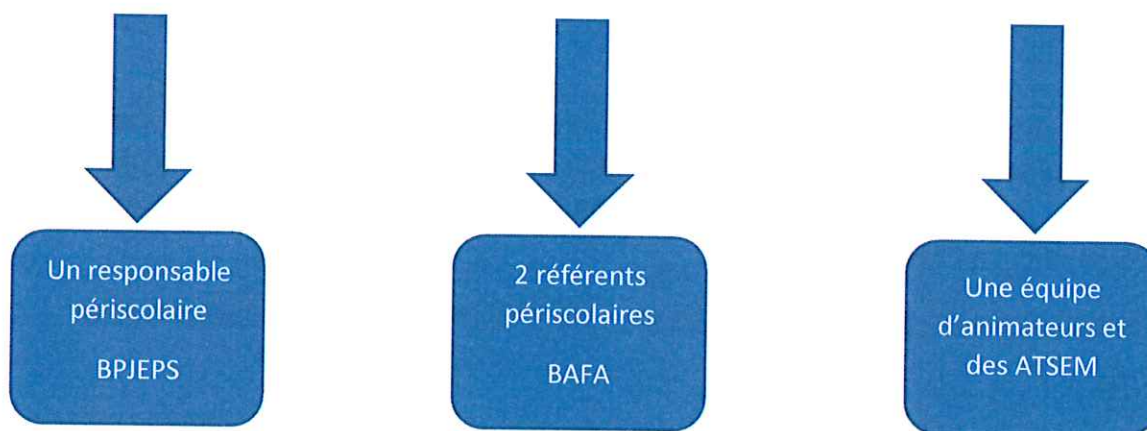 Un responsable
périscolaire
BPJEPS
2 référents
périscolaires
BAFA
Une équipe
d'animateurs et
des ATSEM